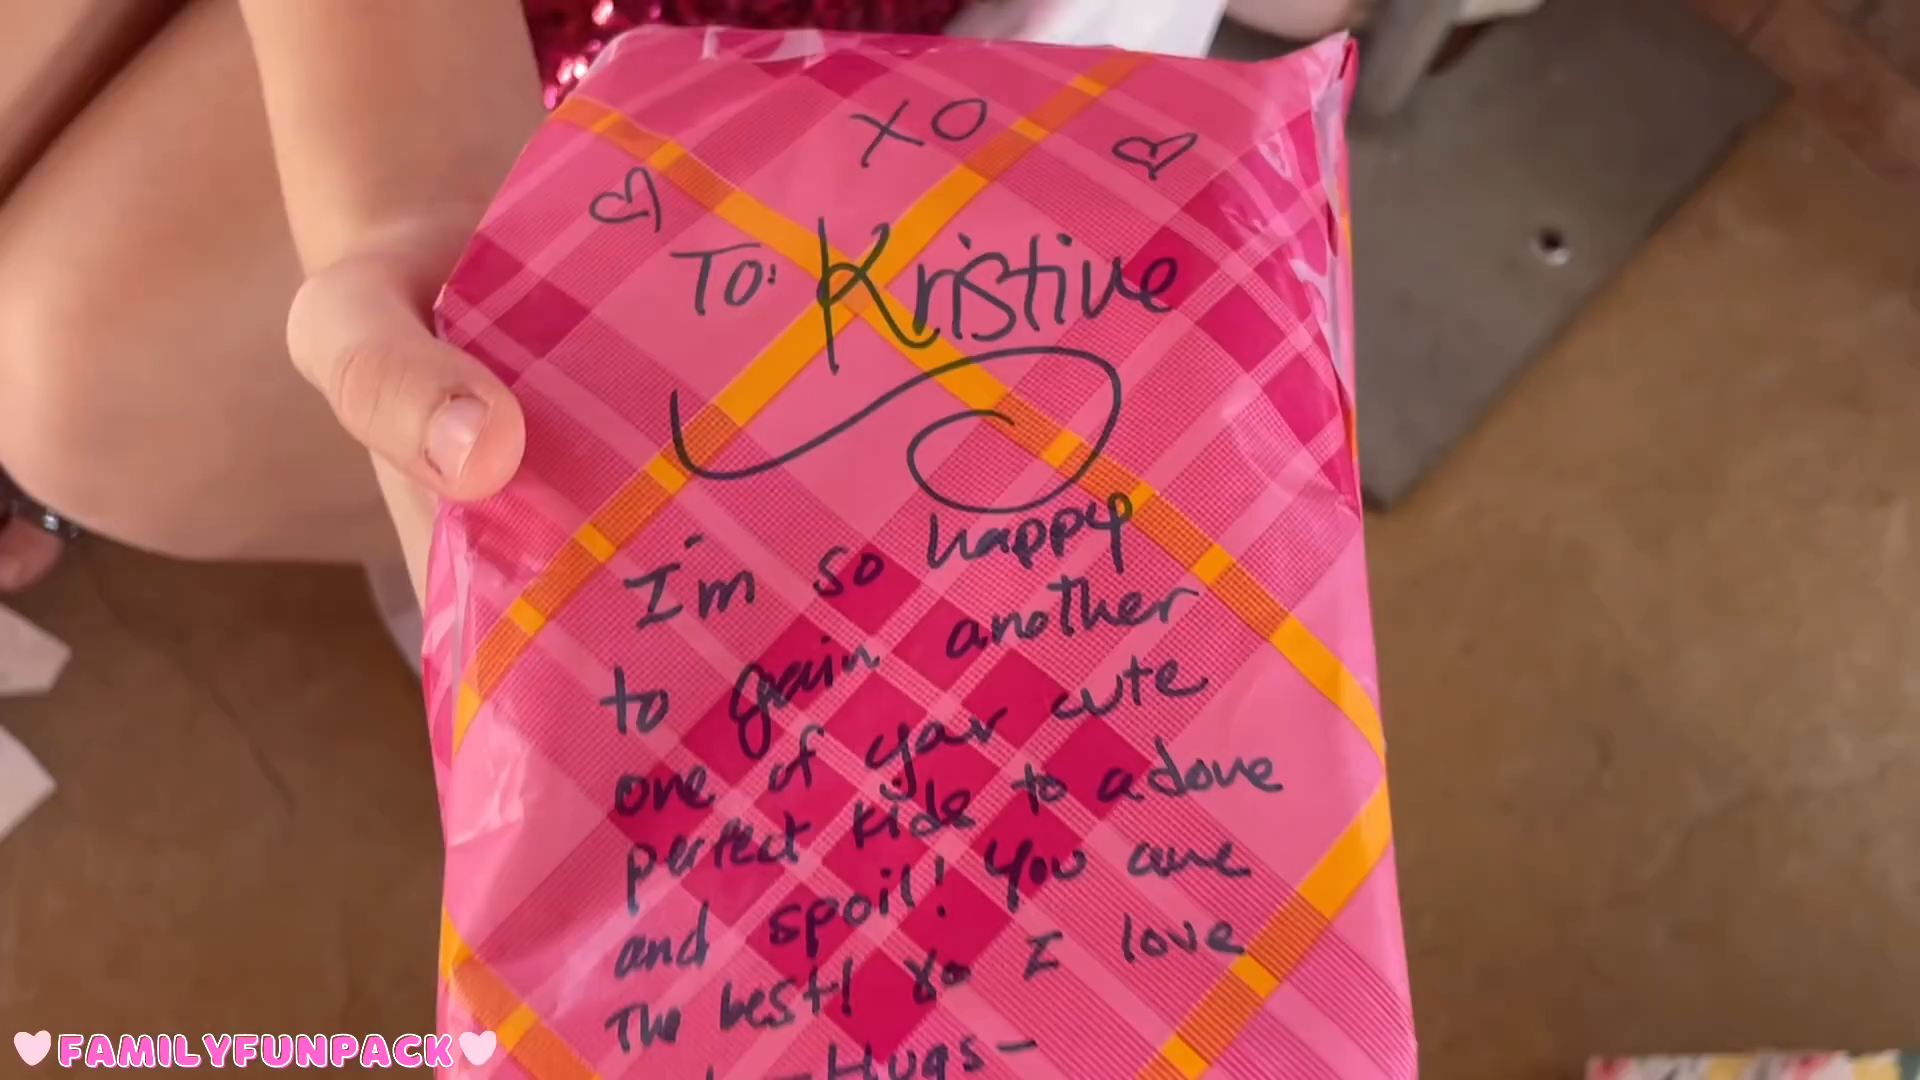 XO
To: Kristine
I'm so happy
to gain another
one of your cute
perfect kids to adore
and spoil! You are
The best! Xo I love
-Hugs-
FAMILYFUNPACK